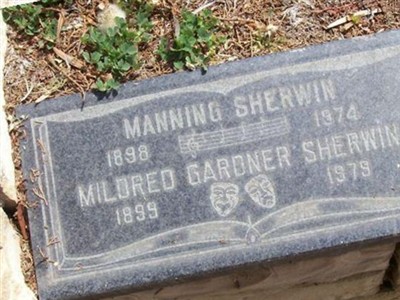 MANNING SHERWIN
1898 1974
MILDRED GARDNER SHERWIN
1899 1979